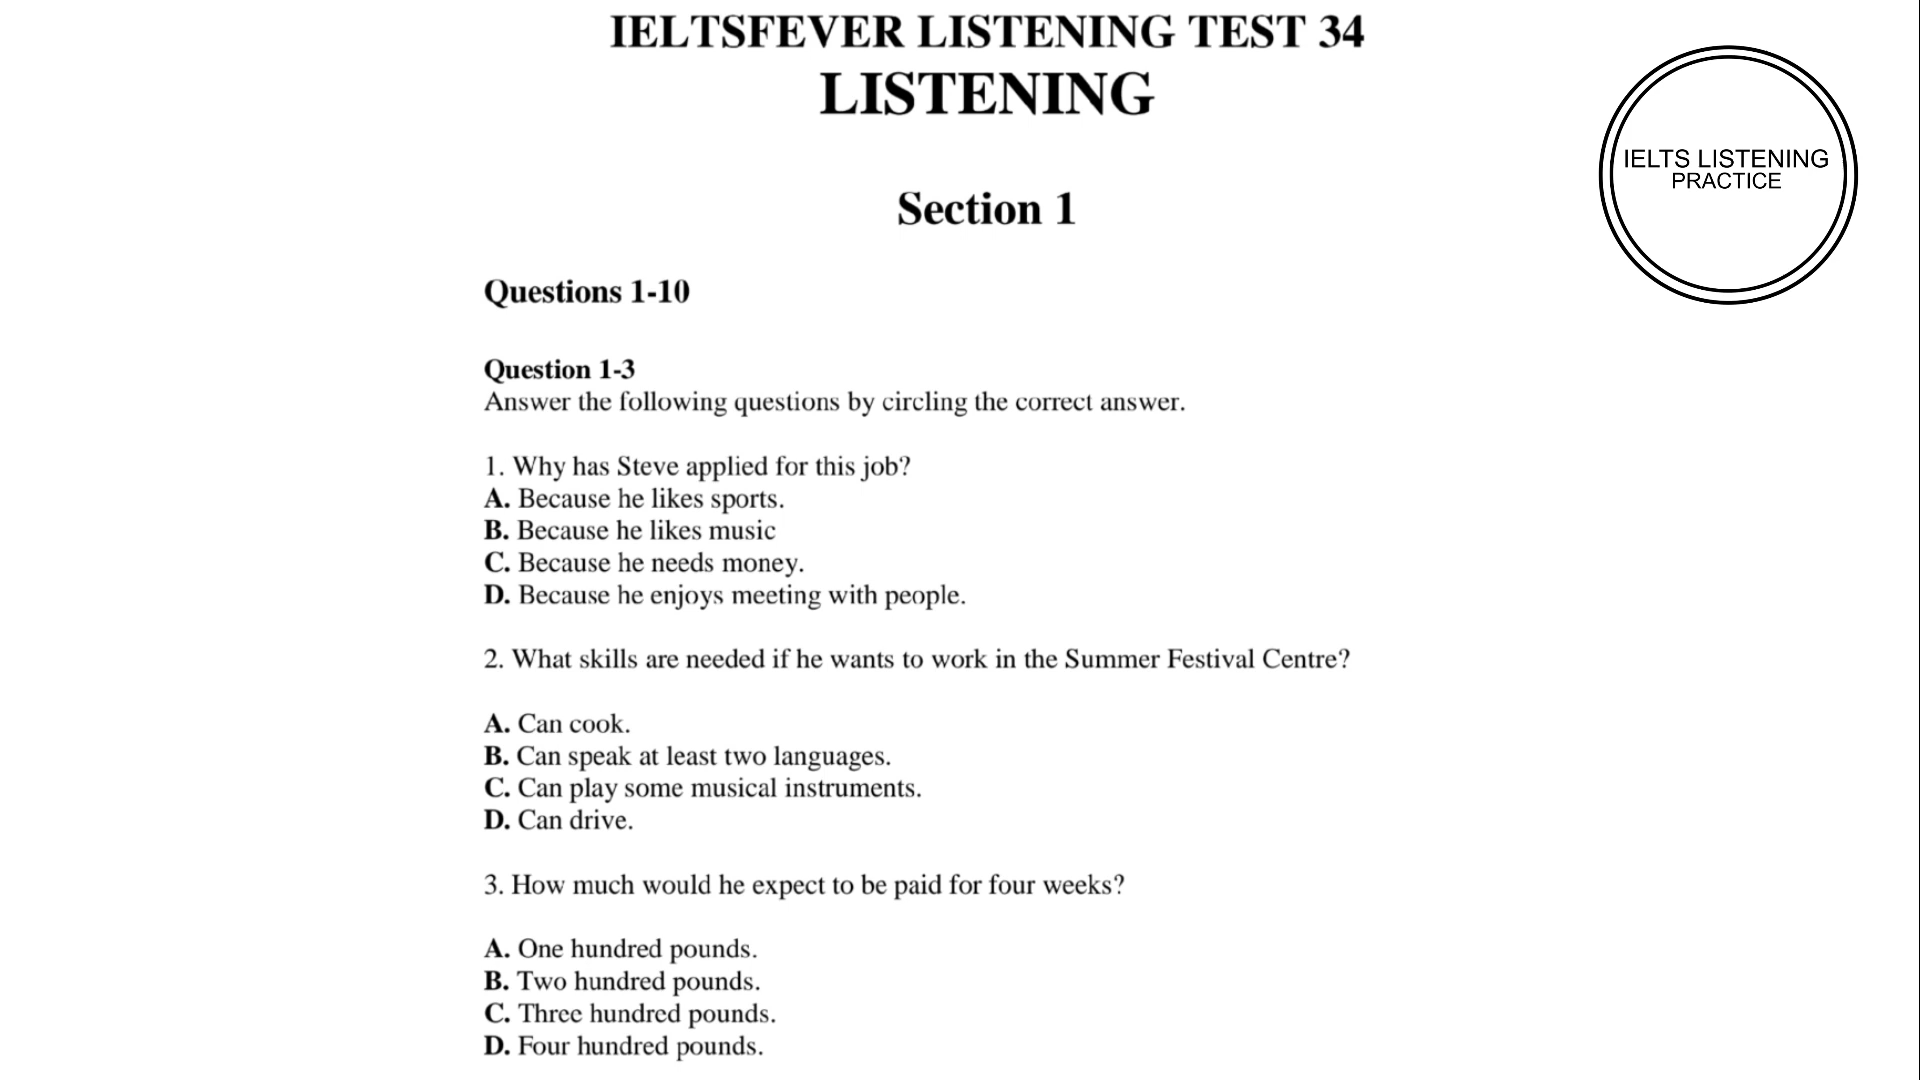 IELTSFEVER LISTENING TEST 34
LISTENING
IELTS LISTENING
PRACTICE
Section 1
Questions 1-10
Question 1-3
Answer the following questions by circling the correct answer.
1. Why has Steve applied for this job?
A. Because he likes sports.
B. Because he likes music
C. Because he needs money.
D. Because he enjoys meeting with people.
2. What skills are needed if he wants to work in the Summer Festival Centre?
A. Can cook.
B. Can speak at least two languages.
C. Can play some musical instruments.
D. Can drive.
3. How much would he expect to be paid for four weeks?
A. One hundred pounds.
B. Two hundred pounds.
C. Three hundred pounds.
D. Four hundred pounds.